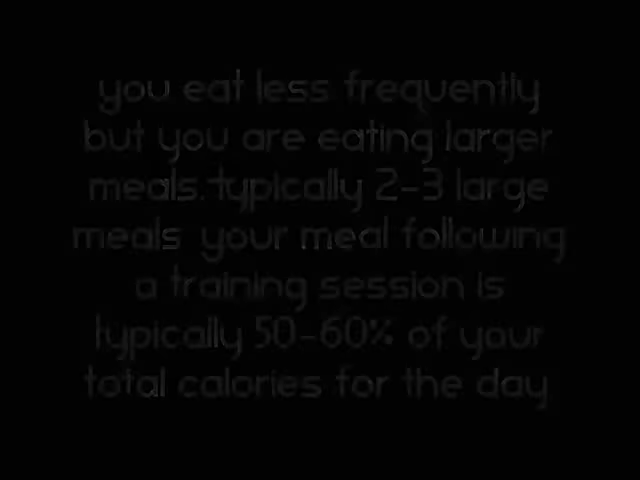 you eat less frequently
but you are eating larger
meals. typically 2-3 large
meals your meal following
a training session is
typically 50-60% of your
total calories for the day